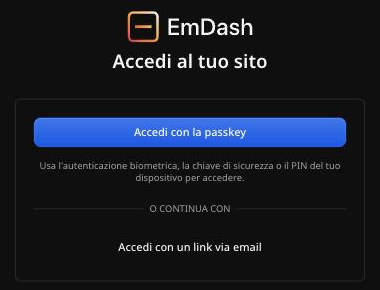 EmDash
Accedi al tuo sito
Accedi con la passkey
Usa l'autenticazione biometrica, la chiave di sicurezza o il PIN del tuo
dispositivo per accedere.
O CONTINUA CON
Accedi con un link via email